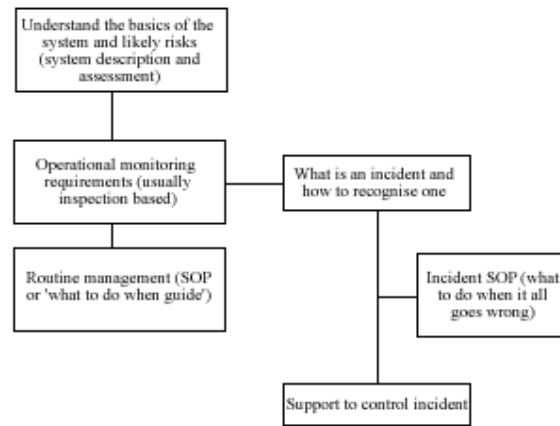 Understand the basics of the
system and likely risks
(system description and
assessment)
Operational monitoring
requirements (usually
inspection based)
What is an incident and
how to recognise one
Routine management (SOP
or 'what to do when guide')
Incident SOP (what
to do when it all
goes wrong)
Support to control incident